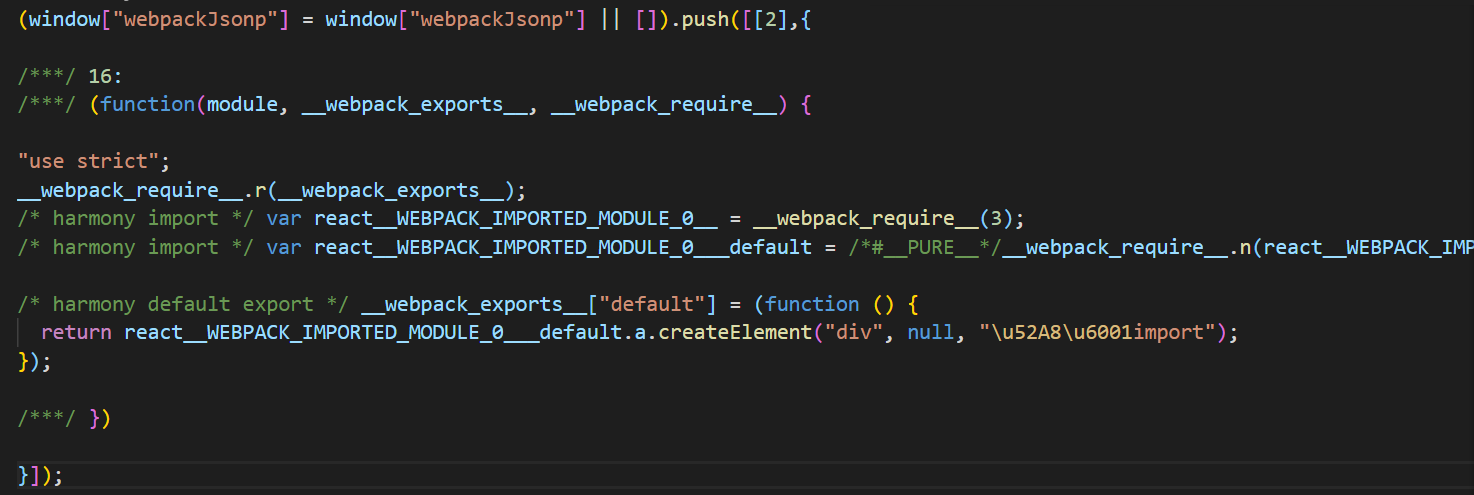 (window["webpackJsonp"] = window["webpackJsonp"] || []).push([[2],{
/***/ 16:
/***/ (function(module, __webpack_exports__, __webpack_require__) {
"use strict";
__webpack_require__.r(__webpack_exports__);
/* harmony import */ var react__WEBPACK_IMPORTED_MODULE_0__ = __webpack_require__(3);
/* harmony import */ var react__WEBPACK_IMPORTED_MODULE_0___default = /*#__PURE__*/__webpack_require__.n(react__WEBPACK_IMP
/* harmony default export */ __webpack_exports__["default"] = (function () {
return react__WEBPACK_IMPORTED_MODULE_0___default.a.createElement("div", null, "\u52A8\u6001import");
});
/***/ })
}]);